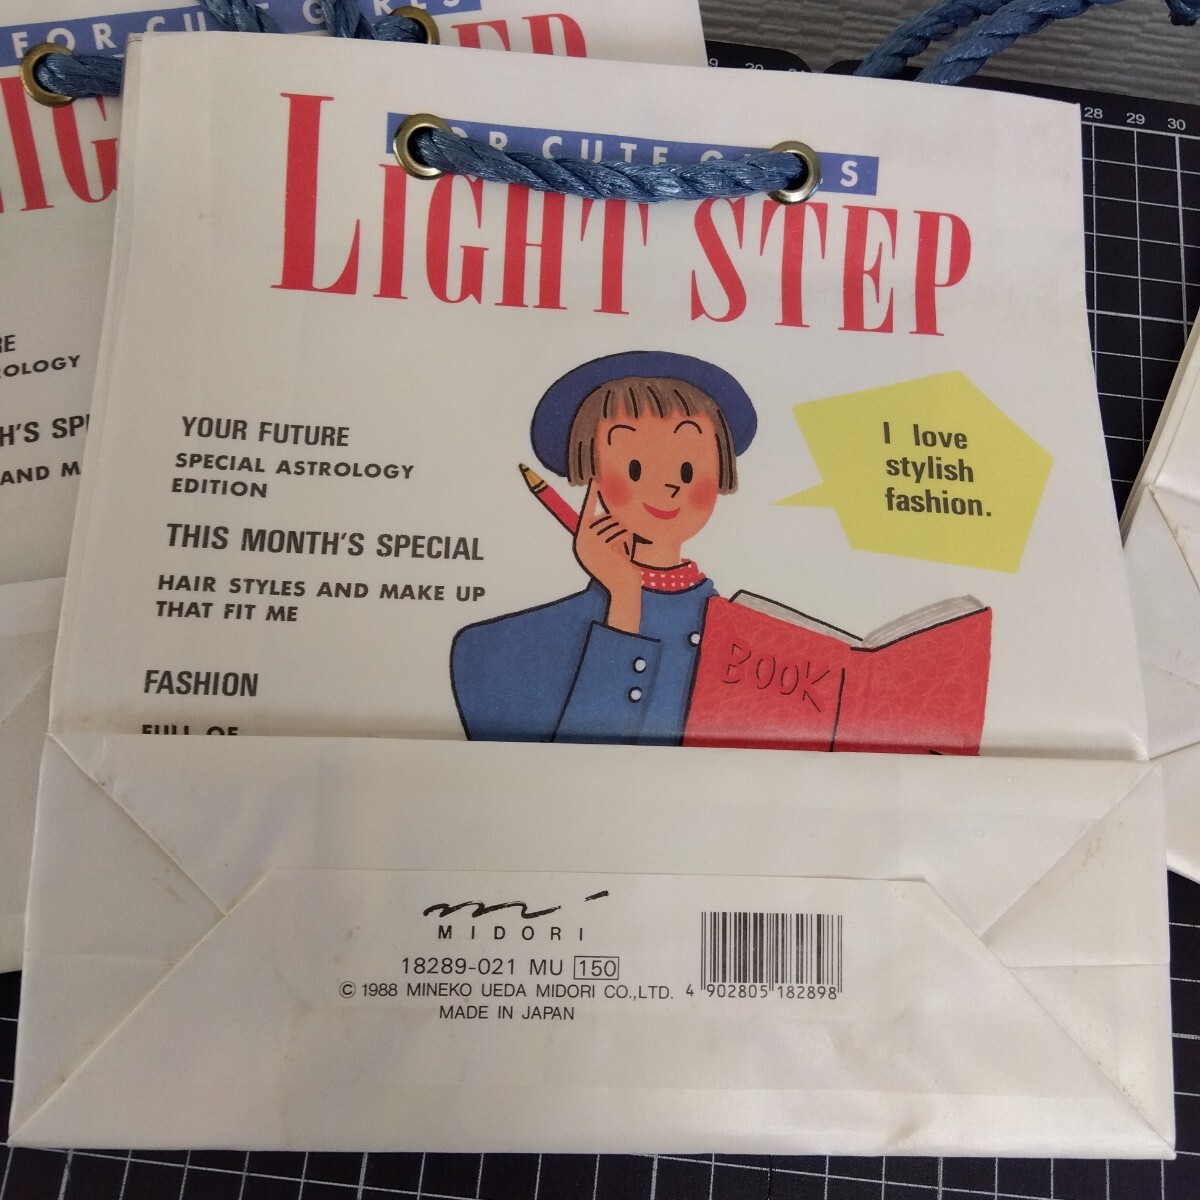 FOR CUTE
LIGHT STEP
YOUR FUTURE
SPECIAL ASTROLOGY
EDITION
THIS MONTH'S SPECIAL
HAIR STYLES AND MAKE UP
THAT FIT ME
FASHION
FULL OF
I love
stylish
fashion.
BOOK
MIDORI
18289-021 MU 150
© 1988 MINEKO UEDA MIDORI CO.,LTD.
MADE IN JAPAN
4 902805 182898
28 29 30